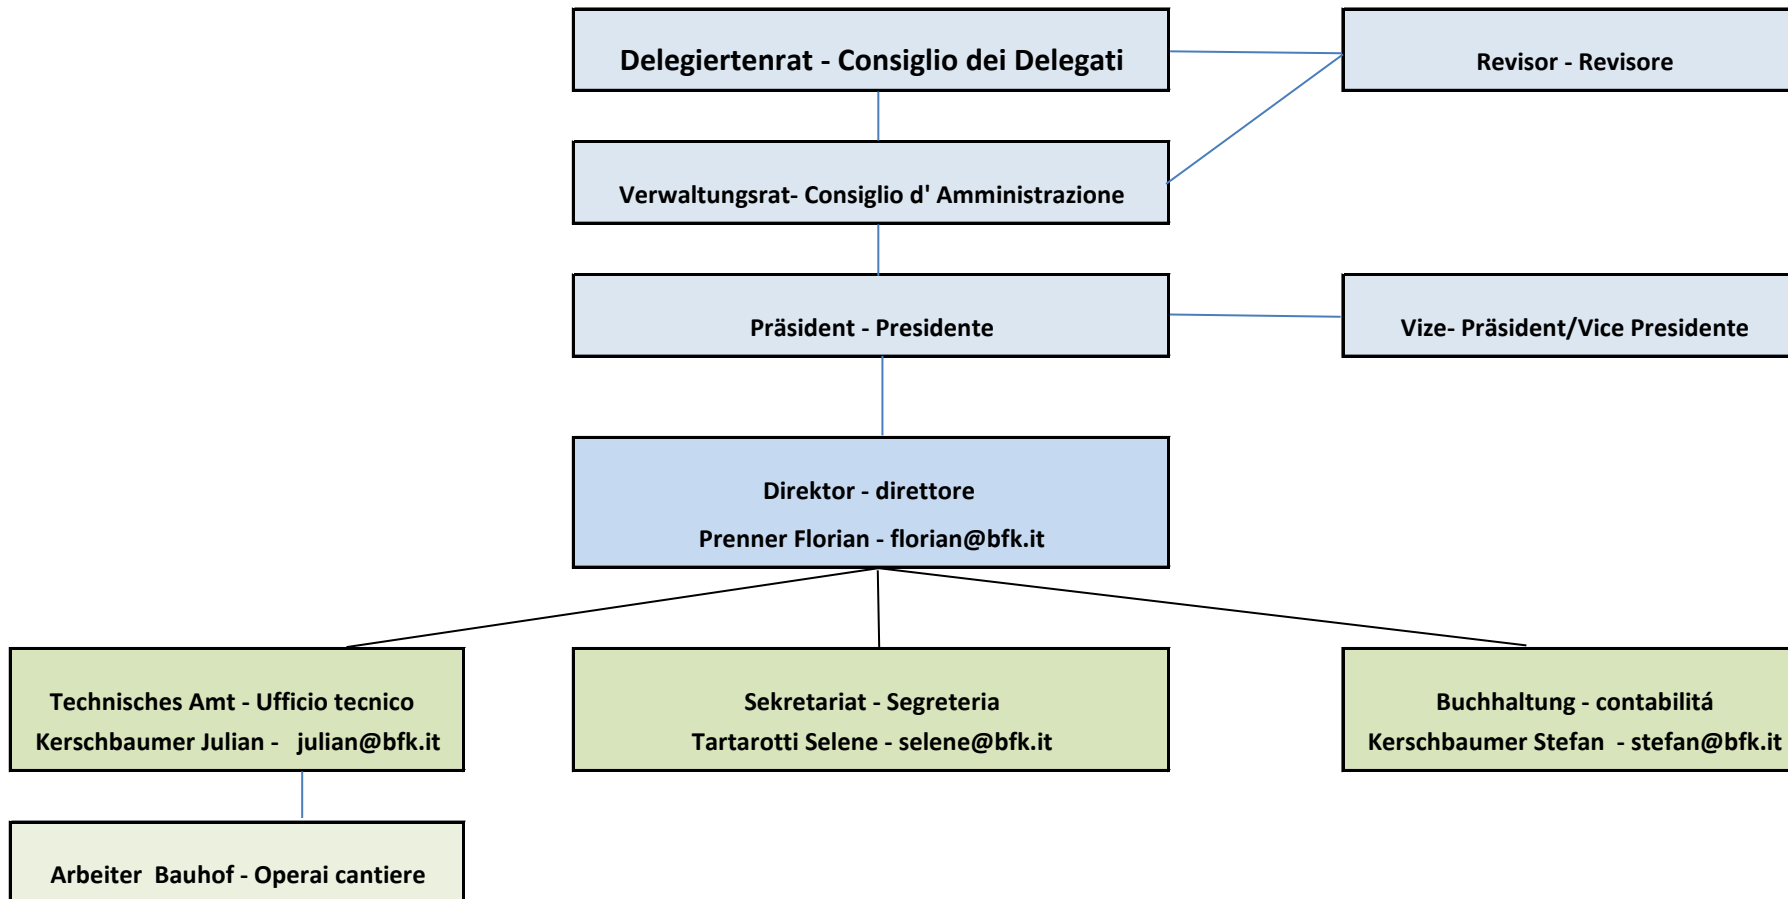 Delegiertenrat - Consiglio dei Delegati
Revisor - Revisore
Verwaltungsrat- Consiglio d' Amministrazione
Präsident - Presidente
Vize- Präsident/Vice Presidente
Direktor - direttore
Prenner Florian - florian@bfk.it
Technisches Amt - Ufficio tecnico
Kerschbaumer Julian -   julian@bfk.it
Sekretariat - Segreteria
Tartarotti Selene - selene@bfk.it
Buchhaltung - contabilitá
Kerschbaumer Stefan  - stefan@bfk.it
Arbeiter  Bauhof - Operai cantiere